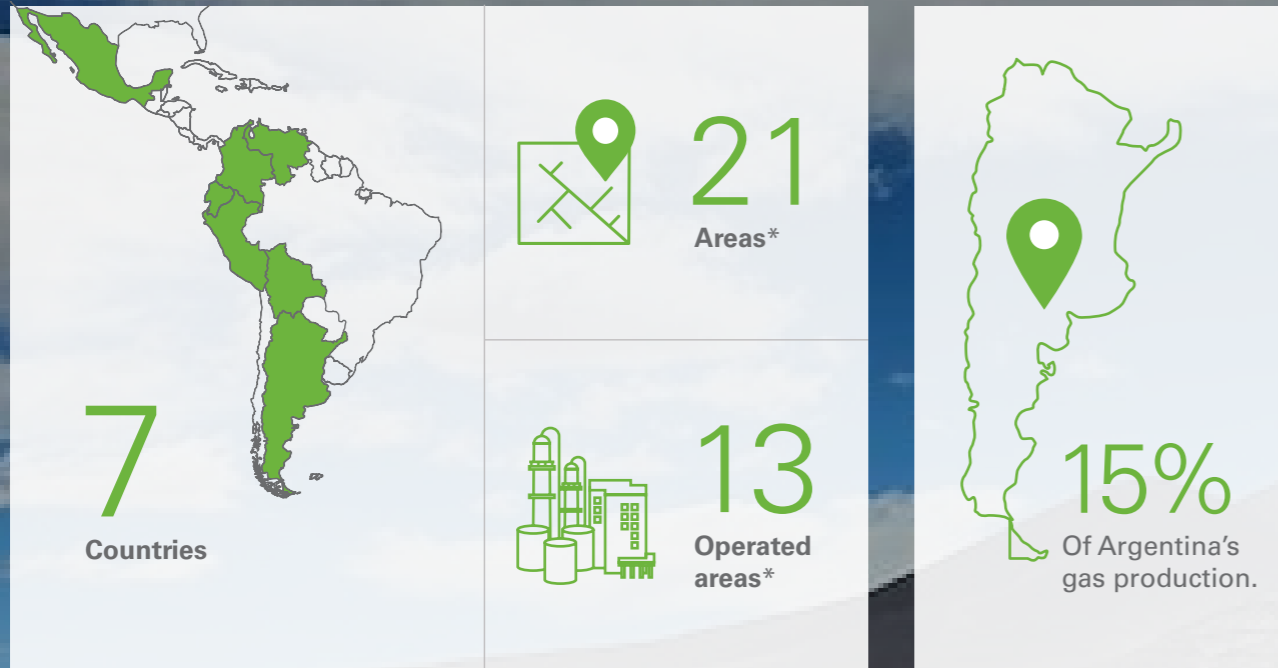 7
Countries
21
Areas*
13
Operated
areas*
15%
Of Argentina's
gas production.